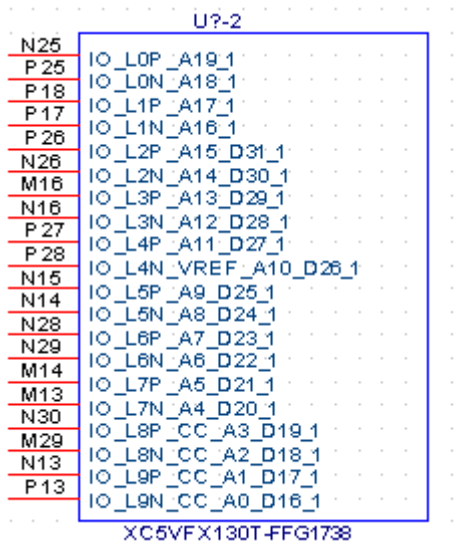 U?-2
N25 IO_L0P_A19_1
P25 IO_L0N_A18_1
P18 IO_L1P_A17_1
P17 IO_L1N_A16_1
P26 IO_L2P_A15_D31_1
N26 IO_L2N_A14_D30_1
M16 IO_L3P_A13_D29_1
N16 IO_L3N_A12_D28_1
P27 IO_L4P_A11_D27_1
P28 IO_L4N_VREF_A10_D26_1
N15 IO_L5P_A9_D25_1
N14 IO_L5N_A8_D24_1
N28 IO_L6P_A7_D23_1
N29 IO_L6N_A6_D22_1
M14 IO_L7P_A5_D21_1
M13 IO_L7N_A4_D20_1
N30 IO_L8P_CC_A3_D19_1
M29 IO_L8N_CC_A2_D18_1
N13 IO_L9P_CC_A1_D17_1
P13 IO_L9N_CC_A0_D16_1
XC5VFX130T-FFG1738